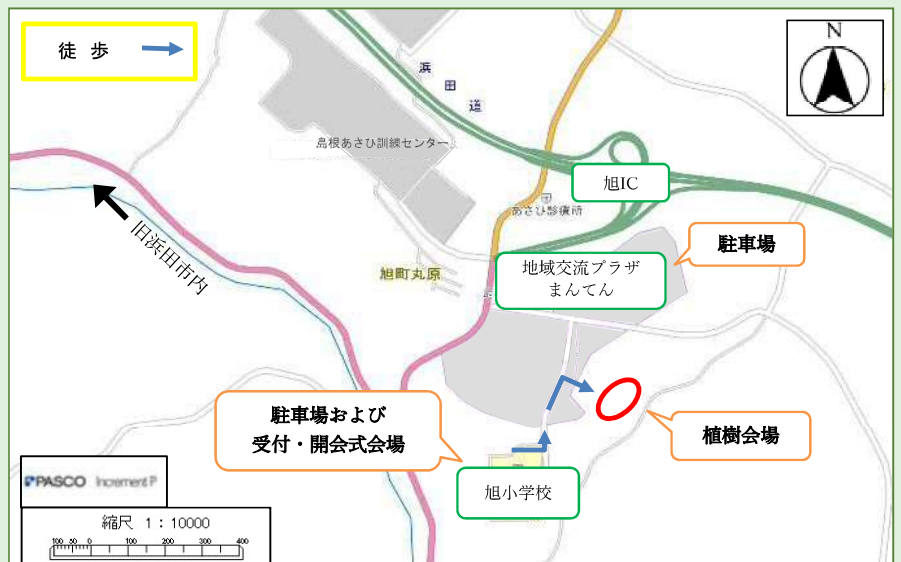 徒 歩
N
浜
田
道
島根あさひ訓練センター
旭IC
あさひ診療所
駐車場
旧浜田市内
地域交流プラザ
まんてん
旭町丸原
駐車場および
受付・開会式会場
植樹会場
旭小学校
PASCO Increment P
縮尺 1：10000
100 50 0 100 200 300 400